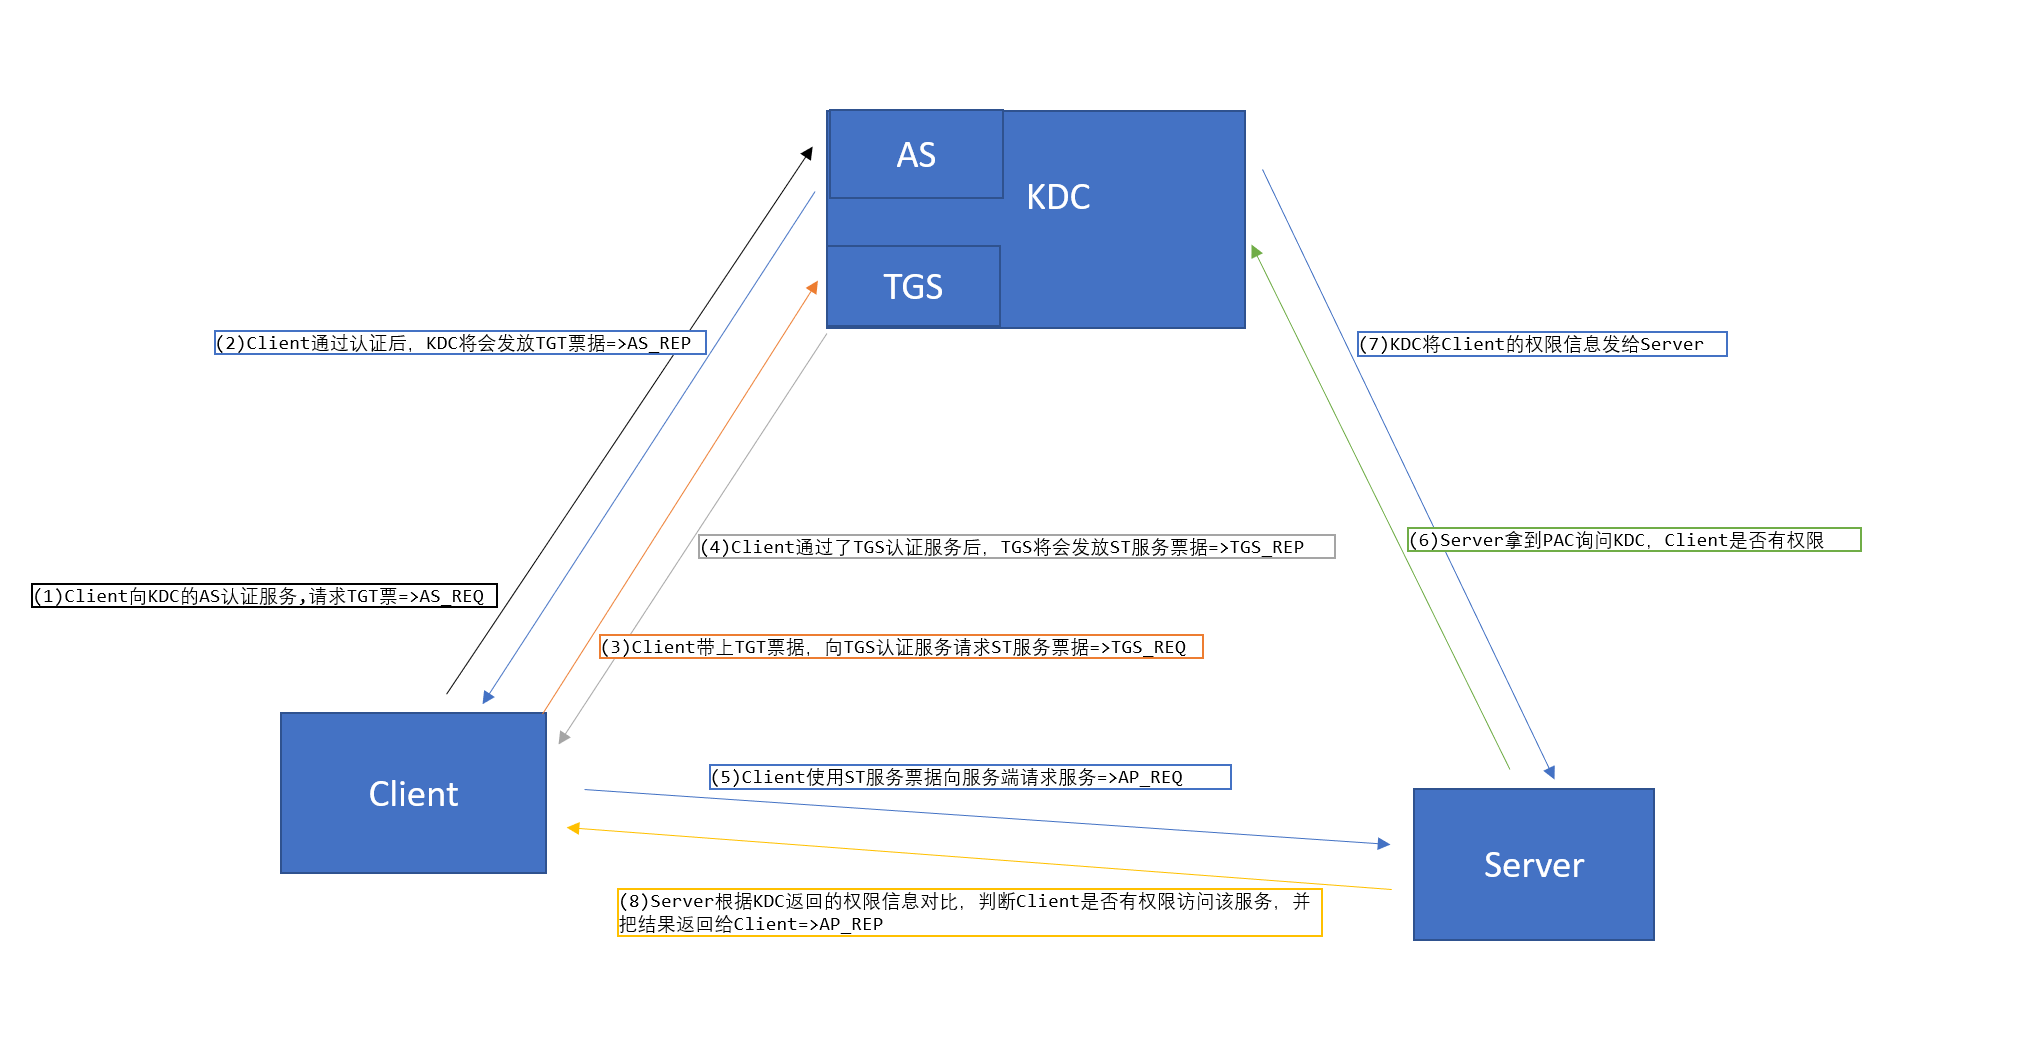 AS
KDC
TGS
(2)Client通过认证后，KDC将会发放TGT票据=>AS_REP
(7)KDC将Client的权限信息发给Server
(4)Client通过了TGS认证服务后，TGS将会发放ST服务票据=>TGS_REP
(6)Server拿到PAC询问KDC，Client是否有权限
(1)Client向KDC的AS认证服务,请求TGT票=>AS_REQ
(3)Client带上TGT票据，向TGS认证服务请求ST服务票据=>TGS_REQ
(5)Client使用ST服务票据向服务端请求服务=>AP_REQ
Client
Server
(8)Server根据KDC返回的权限信息对比，判断Client是否有权限访问该服务，并
把结果返回给Client=>AP_REP